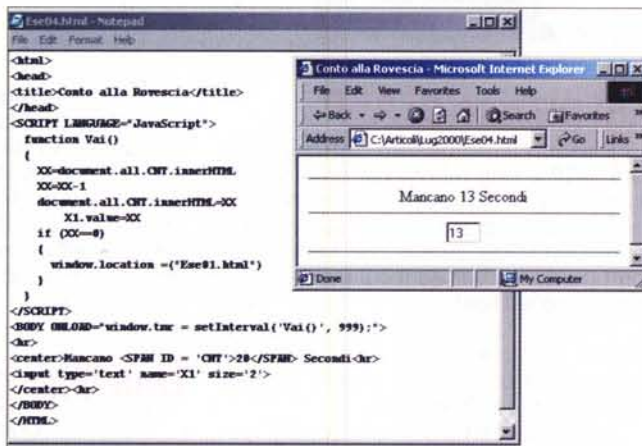 Ese04.html - Notepad
File Edit Format Help
<html>
<head>
<title>Conto alla Rovescia</title>
</head>
<SCRIPT LANGUAGE="JavaScript">
function Vai()
{
XX=document.all.CNT.innerHTML
XX=XX-1
document.all.CNT.innerHTML=XX
X1.value=XX
if (XX==0)
{
window.location =("Ese01.html")
}
}
</SCRIPT>
<BODY ONLOAD="window.tmr = setInterval('Vai()', 999);">
<hr>
<center>Mancano <SPAN ID = 'CNT'>20</SPAN> Secondi<hr>
<input type='text' name='X1' size='2'>
</center><hr>
</BODY>
</HTML>
Conto alla Rovescia - Microsoft Internet Explorer
File Edit View Favorites Tools Help
Back Search Favorites
Address C:\Articoli\Lug2000\Ese04.html Go Links
Mancano 13 Secondi
13
Done My Computer